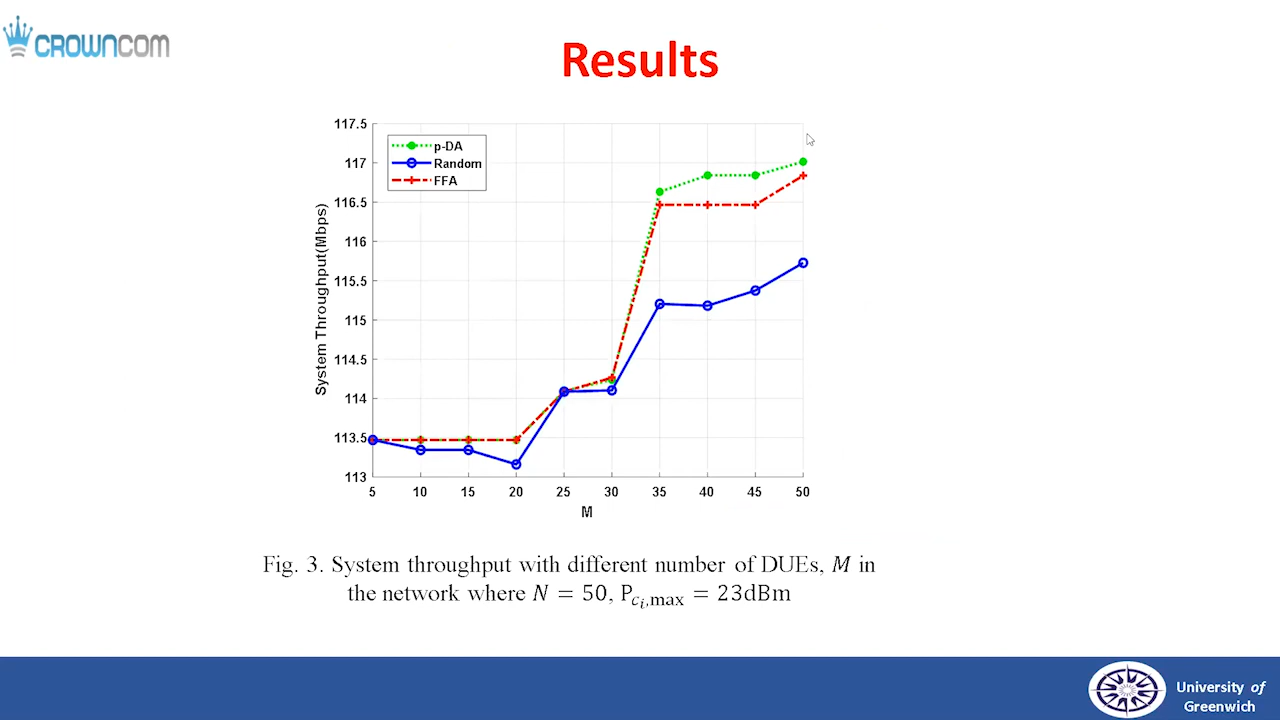 CROWNCOM
Results
117.5
117
116.5
116
115.5
115
114.5
114
113.5
113
System Throughput(Mbps)
p-DA
Random
FFA
5 10 15 20 25 30 35 40 45 50
M
Fig. 3. System throughput with different number of DUEs, M in
the network where N = 50, P_{c_i,max} = 23dBm
University of
Greenwich